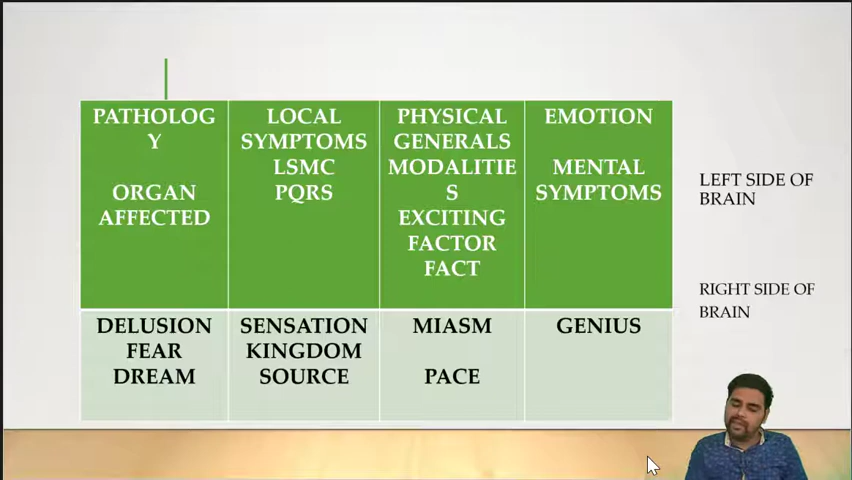 PATHOLOG
Y
ORGAN
AFFECTED
LOCAL
SYMPTOMS
LSMC
PQRS
PHYSICAL
GENERALS
MODALITIE
S
EXCITING
FACTOR
FACT
EMOTION
MENTAL
SYMPTOMS
LEFT SIDE OF
BRAIN
DELUSION
FEAR
DREAM
SENSATION
KINGDOM
SOURCE
MIASM
PACE
GENIUS
RIGHT SIDE OF
BRAIN